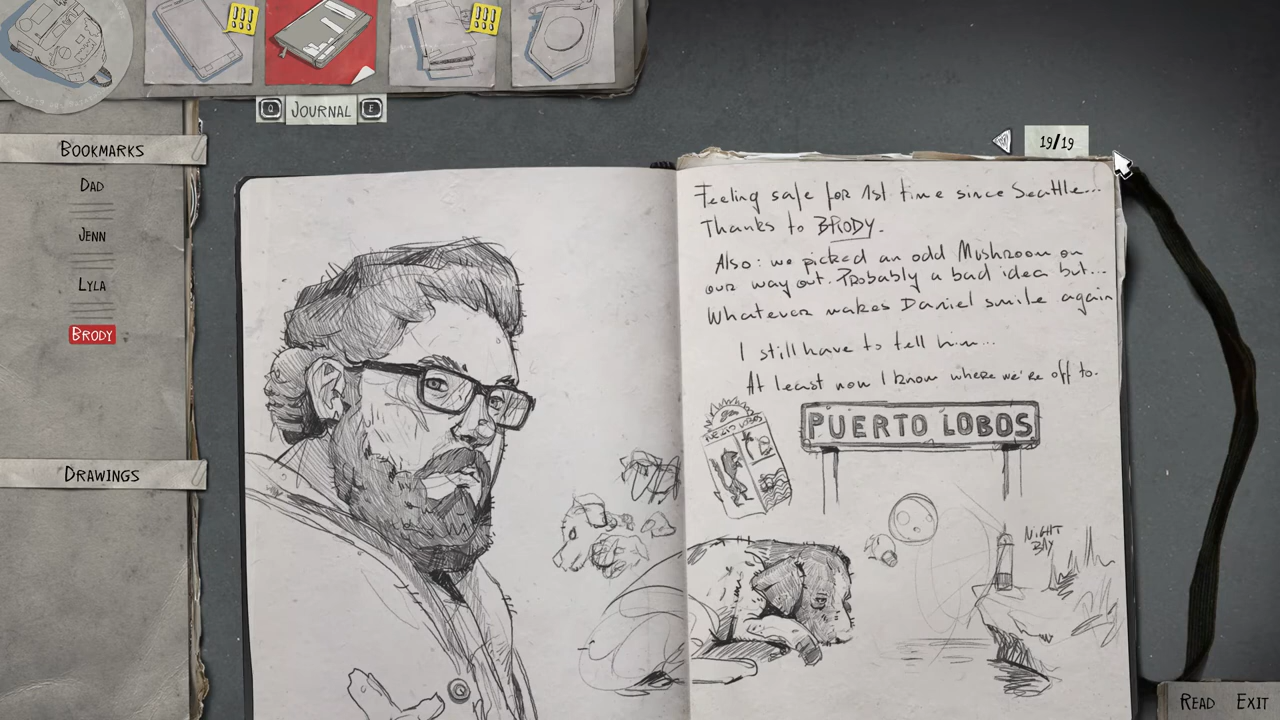 Q
JOURNAL
E
BOOKMARKS
DAD
JENN
LYLA
BRODY
DRAWINGS
19/19
Feeling safe for 1st time since Seattle...
Thanks to BRODY.
Also: we picked an odd Mushroom on
our way out. Probably a bad idea but...
Whatever makes Daniel smile again
I still have to tell him...
At least now I know where we're off to.
PUERTO LOBOS
NIGHT
BAY
READ
EXIT